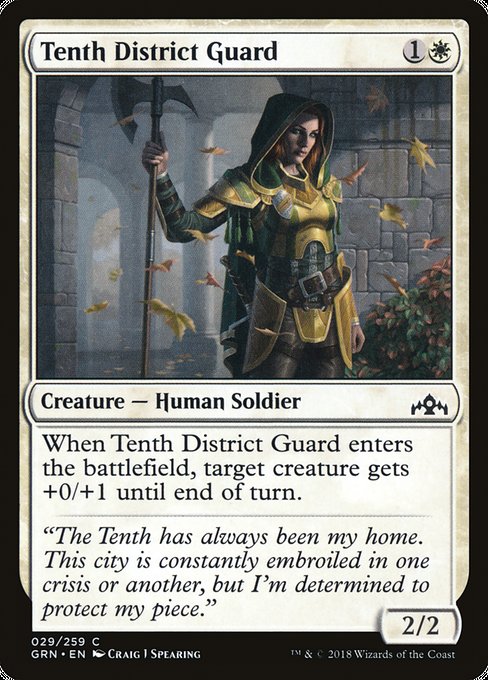 Tenth District Guard 1
Creature — Human Soldier
When Tenth District Guard enters
the battlefield, target creature gets
+0/+1 until end of turn.
“The Tenth has always been my home.
This city is constantly embroiled in one
crisis or another, but I’m determined to
protect my piece.”
2/2
029/259 C
GRN • EN Craig J Spearing
™ & © 2018 Wizards of the Coast